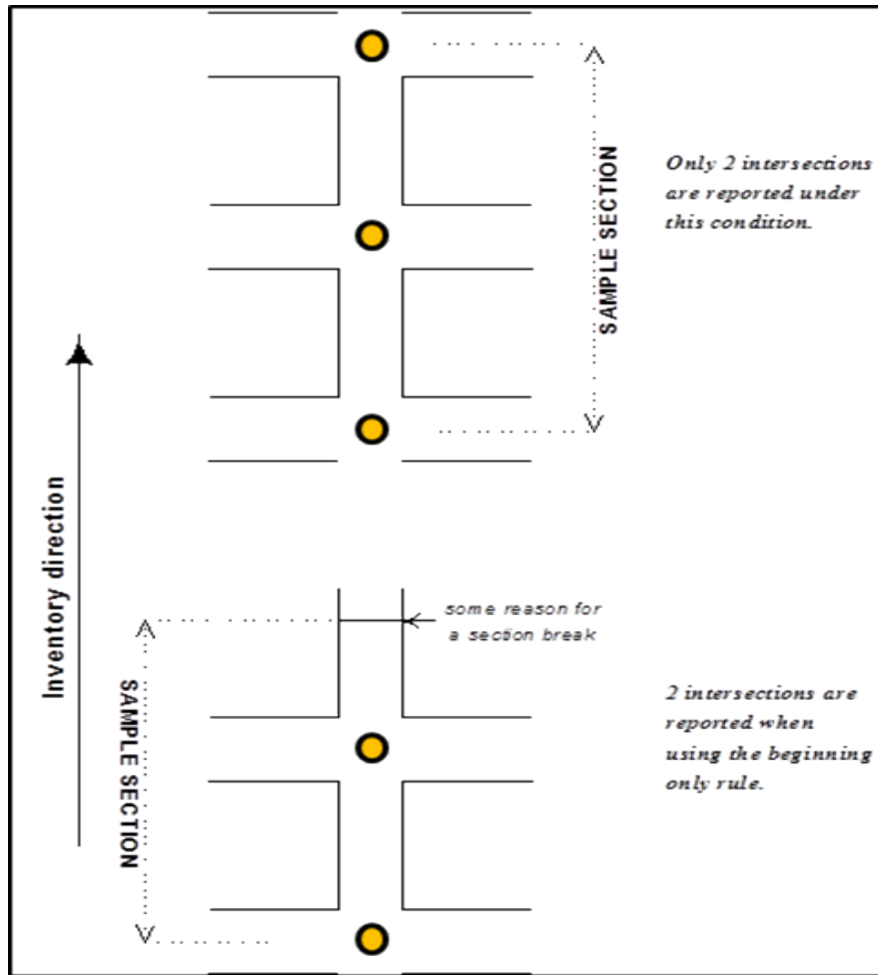 Only 2 intersections
are reported under
this condition.
SAMPLE SECTION
Inventory direction
some reason for
a section break
SAMPLE SECTION
2 intersections are
reported when
using the beginning
only rule.